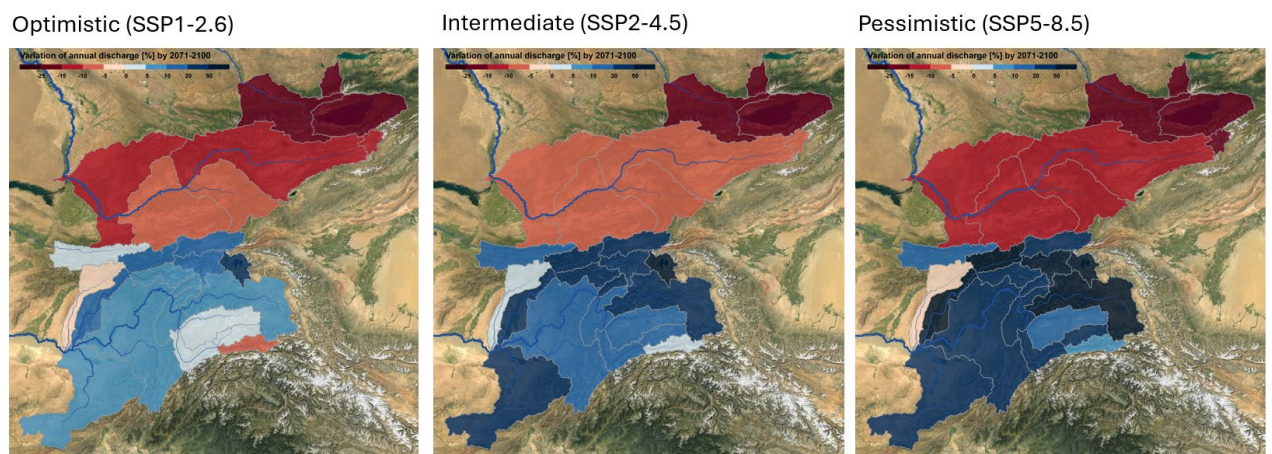 Optimistic (SSP1-2.6)
Intermediate (SSP2-4.5)
Pessimistic (SSP5-8.5)
Variation of annual discharge [%] by 2071-2100
-25 -15 -10 -5 0 5 10 20 50
Variation of annual discharge [%] by 2071-2100
-25 -15 -10 -5 0 5 10 20 50
Variation of annual discharge [%] by 2071-2100
-25 -15 -10 -5 0 5 10 20 50